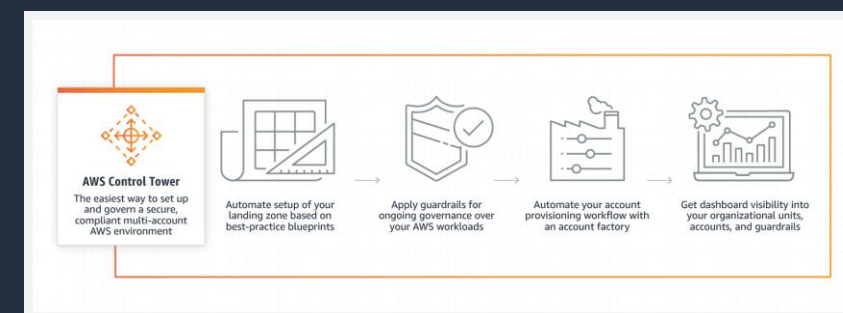 AWS Control Tower
The easiest way to set up
and govern a secure,
compliant multi-account
AWS environment
Automate setup of your
landing zone based on
best-practice blueprints
Apply guardrails for
ongoing governance over
your AWS workloads
Automate your account
provisioning workflow with
an account factory
Get dashboard visibility into
your organizational units,
accounts, and guardrails